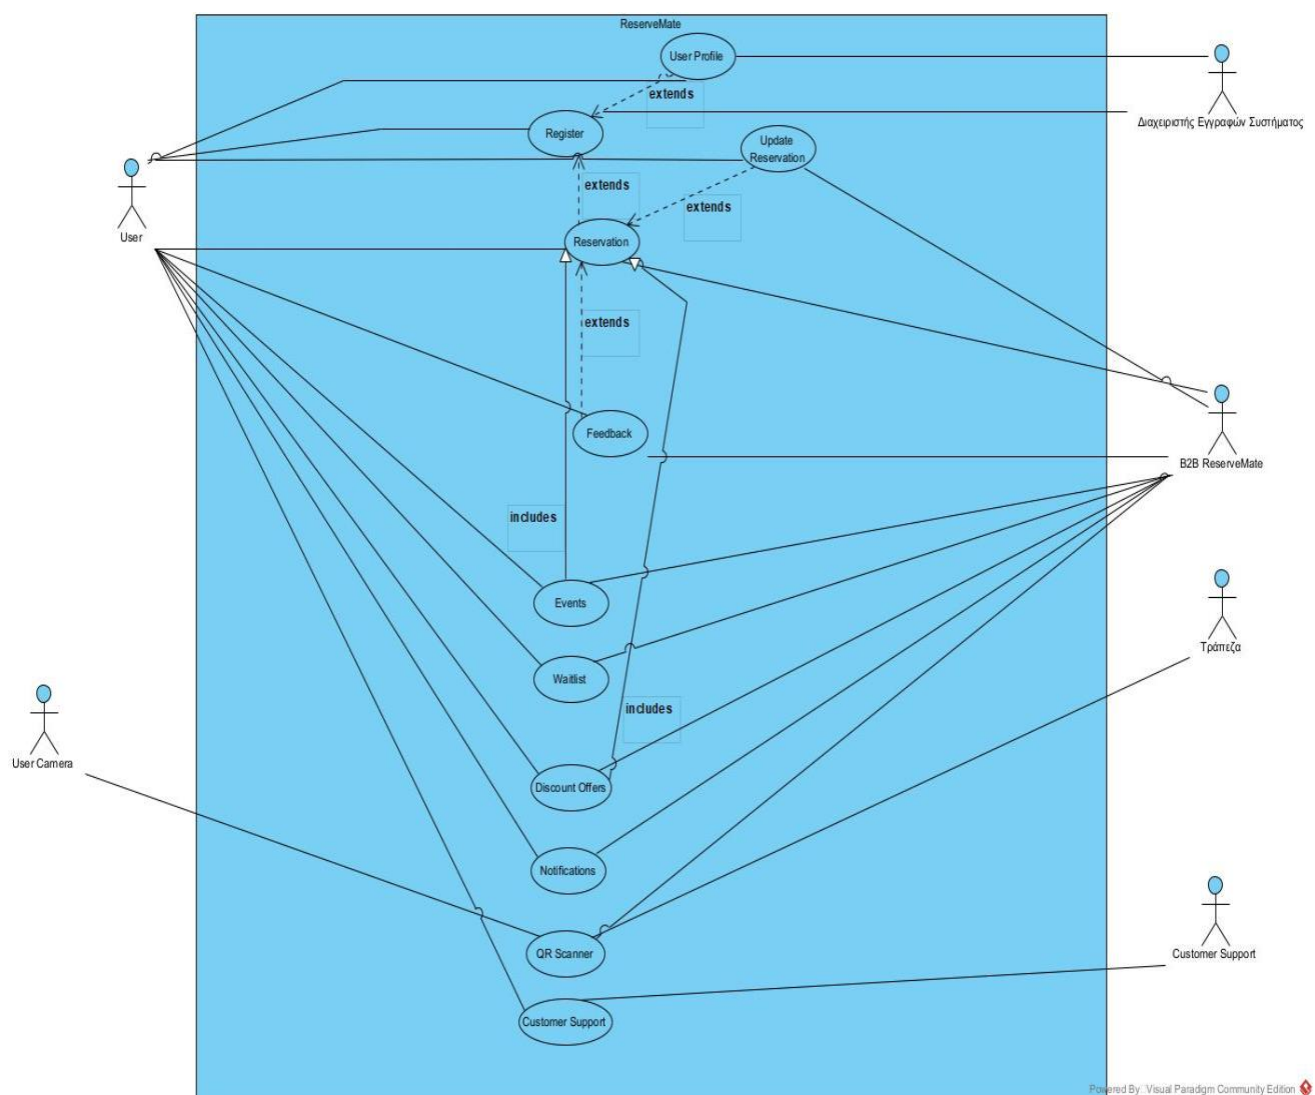 ReserveMate
User Profile
extends
Διαχειριστής Εγγραφών Συστήματος
Register
Update
Reservation
extends
extends
User
Reservation
extends
Feedback
B2B ReserveMate
includes
Events
Τράπεζα
Waitlist
includes
User Camera
Discount Offers
Notifications
QR Scanner
Customer Support
Customer Support
Powered By: Visual Paradigm Community Edition